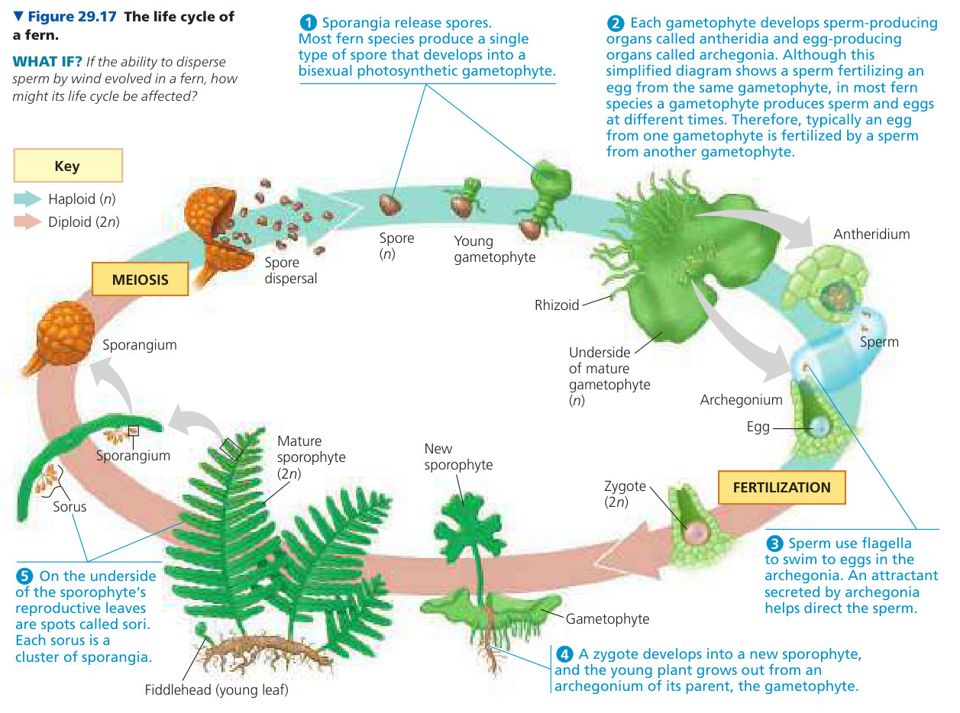 ▼ Figure 29.17 The life cycle of
a fern.
WHAT IF? If the ability to disperse
sperm by wind evolved in a fern, how
might its life cycle be affected?
1 Sporangia release spores.
Most fern species produce a single
type of spore that develops into a
bisexual photosynthetic gametophyte.
2 Each gametophyte develops sperm-producing
organs called antheridia and egg-producing
organs called archegonia. Although this
simplified diagram shows a sperm fertilizing an
egg from the same gametophyte, in most fern
species a gametophyte produces sperm and eggs
at different times. Therefore, typically an egg
from one gametophyte is fertilized by a sperm
from another gametophyte.
Key
Haploid (n)
Diploid (2n)
MEIOSIS
Spore
dispersal
Spore
(n)
Young
gametophyte
Antheridium
Rhizoid
Sporangium
Underside
of mature
gametophyte
(n)
Sperm
Archegonium
Egg
Sporangium
Sorus
Mature
sporophyte
(2n)
New
sporophyte
Zygote
(2n)
FERTILIZATION
3 Sperm use flagella
to swim to eggs in the
archegonia. An attractant
secreted by archegonia
helps direct the sperm.
5 On the underside
of the sporophyte's
reproductive leaves
are spots called sori.
Each sorus is a
cluster of sporangia.
Gametophyte
4 A zygote develops into a new sporophyte,
and the young plant grows out from an
archegonium of its parent, the gametophyte.
Fiddlehead (young leaf)